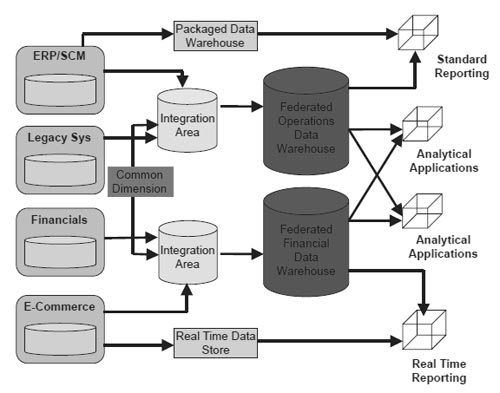 ERP/SCM
Packaged Data
Warehouse
Standard
Reporting
Integration
Area
Federated
Operations
Data
Warehouse
Legacy Sys
Analytical
Applications
Common
Dimension
Financials
Integration
Area
Federated
Financial
Data
Warehouse
Analytical
Applications
E-Commerce
Real Time Data
Store
Real Time
Reporting